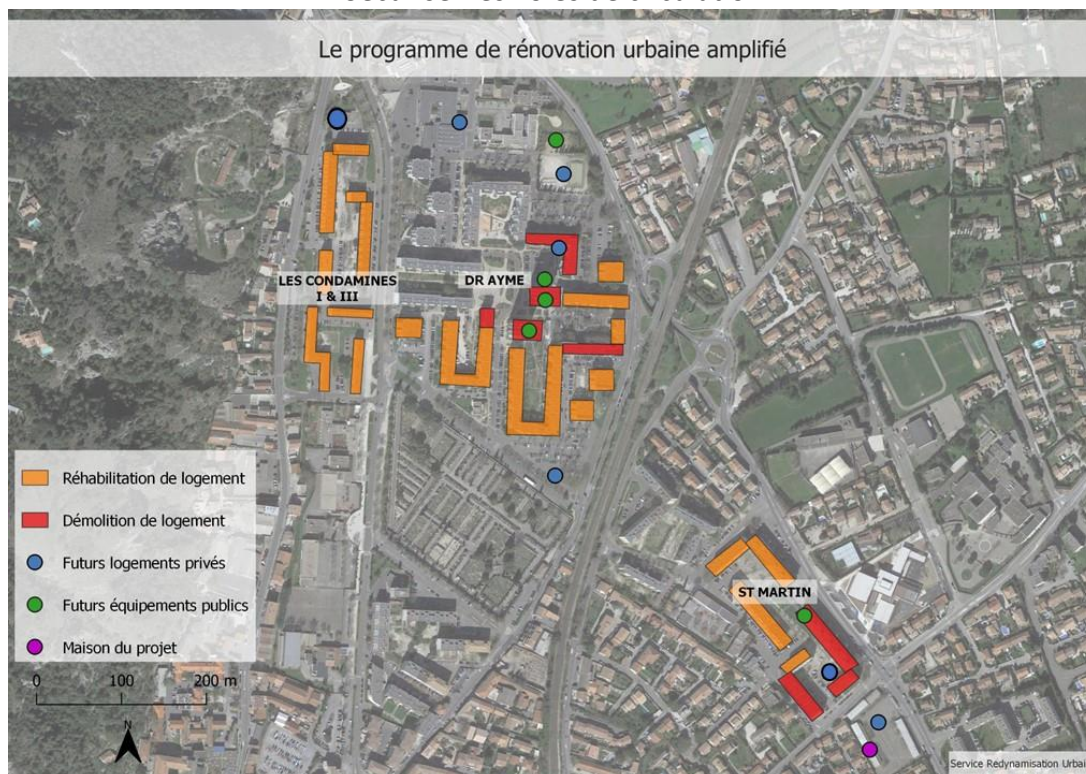 Le programme de rénovation urbaine amplifié
LES CONDAMINES
I & III
DR AYME
ST MARTIN
Réhabilitation de logement
Démolition de logement
Futurs logements privés
Futurs équipements publics
Maison du projet
0 100 200 m
N
Service Redynamisation Urba